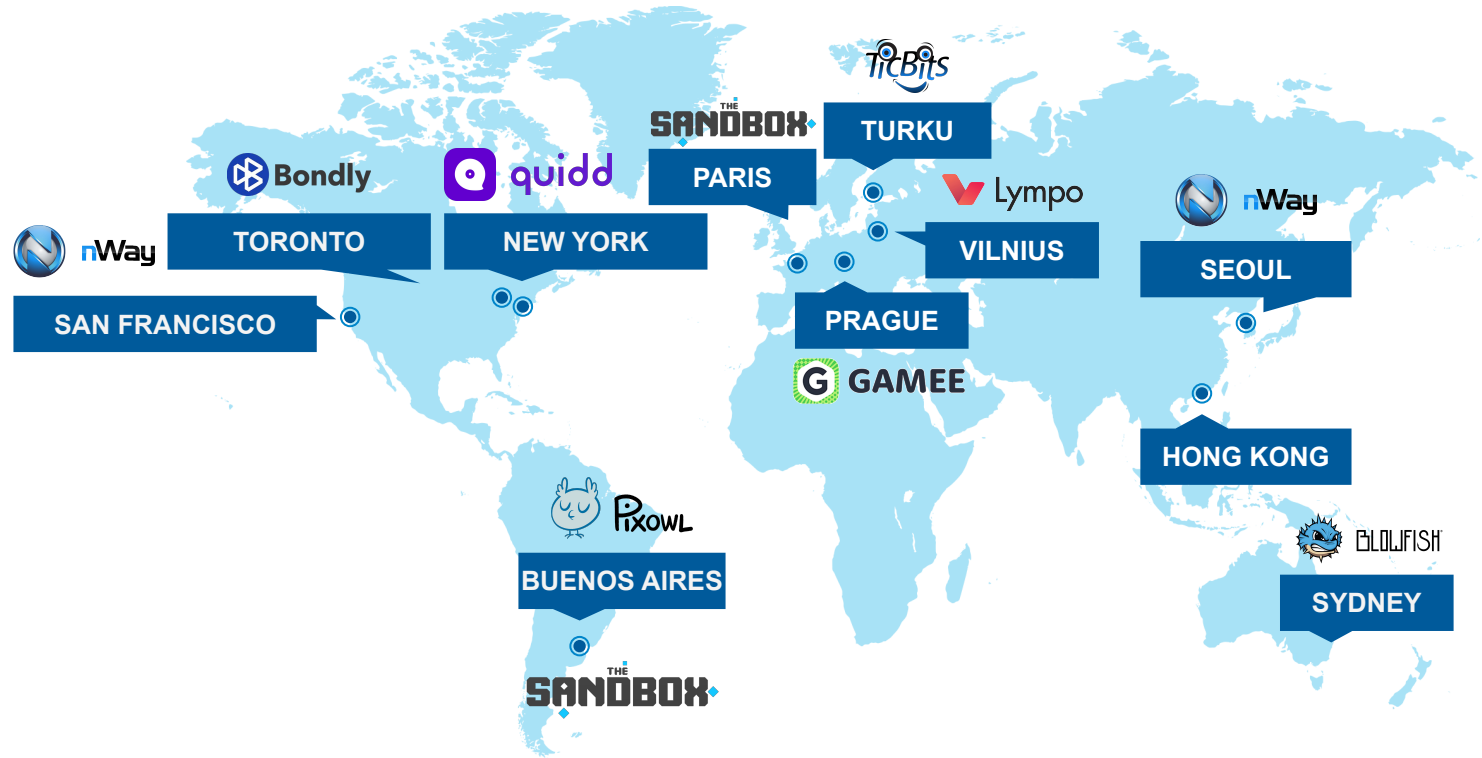 TicBits
THE
SANDBOX
TURKU
PARIS
Bondly
quidd
Lympo
nWay
TORONTO
NEW YORK
VILNIUS
nWay
SEOUL
SAN FRANCISCO
PRAGUE
G GAMEE
HONG KONG
PIXOWL
BLOWFISH
BUENOS AIRES
SYDNEY
THE
SANDBOX